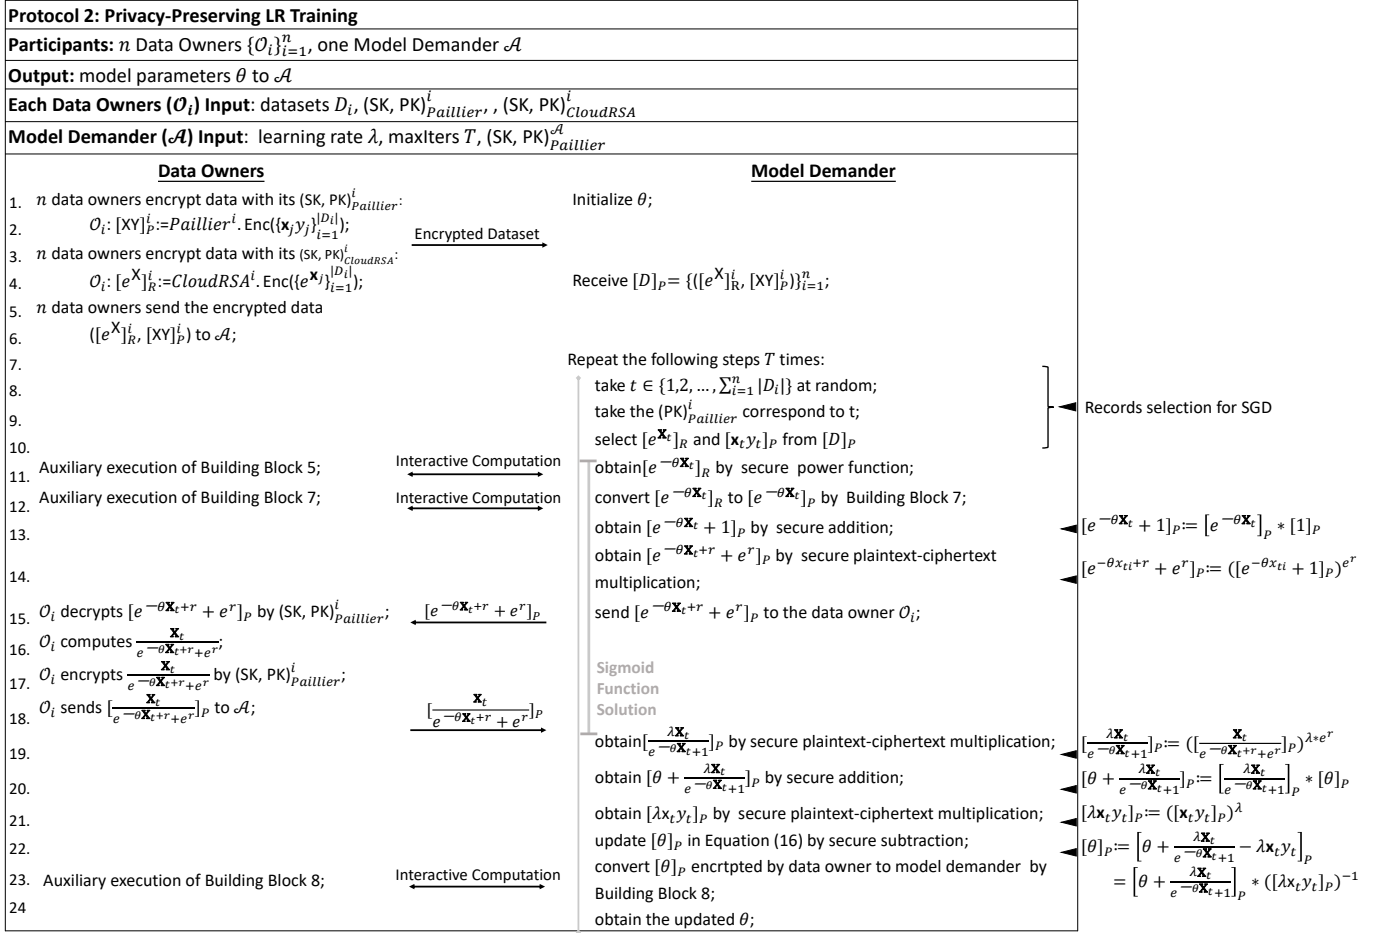 Protocol 2: Privacy-Preserving LR Training
Participants: n Data Owners {𝒪_i}_{i=1}^n, one Model Demander 𝒜
Output: model parameters θ to 𝒜
Each Data Owners (𝒪_i) Input: datasets D_i, (SK, PK)^i_{Paillier}, , (SK, PK)^i_{CloudRSA}
Model Demander (𝒜) Input: learning rate λ, maxIters T, (SK, PK)^𝒜_{Paillier}
Data Owners Model Demander
1. n data owners encrypt data with its (SK, PK)^i_{Paillier}: Initialize θ;
2. 𝒪_i: [XY]^i_P:=Paillier^i.Enc({𝐱_j y_j}_{i=1}^{|D_i|}); Encrypted Dataset
3. n data owners encrypt data with its (SK, PK)^i_{CloudRSA}:
4. 𝒪_i: [e^X]^i_R:=CloudRSA^i.Enc({e^{𝐱_j}}_{i=1}^{|D_i|}); Receive [D]_P= {([e^X]^i_R, [XY]^i_P)}_{i=1}^n;
5. n data owners send the encrypted data
6. ([e^X]^i_R, [XY]^i_P) to 𝒜;
7. Repeat the following steps T times:
8. take t ∈ {1,2, … , ∑_{i=1}^n |D_i|} at random;
9. take the (PK)^i_{Paillier} correspond to t; Records selection for SGD
10. select [e^{𝐱_t}]_R and [𝐱_t y_t]_P from [D]_P
11. Auxiliary execution of Building Block 5; Interactive Computation obtain[e^{−θ𝐱_t}]_R by secure power function;
12. Auxiliary execution of Building Block 7; Interactive Computation convert [e^{−θ𝐱_t}]_R to [e^{−θ𝐱_t}]_P by Building Block 7;
13. obtain [e^{−θ𝐱_t} + 1]_P by secure addition; [e^{−θ𝐱_t} + 1]_P := [e^{−θ𝐱_t}]_P ∗ [1]_P
14. obtain [e^{−θ𝐱_t+r} + e^r]_P by secure plaintext-ciphertext [e^{−θx_{ti}+r} + e^r]_P := ([e^{−θx_{ti}} + 1]_P)^{e^r}
multiplication;
15. 𝒪_i decrypts [e^{−θ𝐱_t+r} + e^r]_P by (SK, PK)^i_{Paillier}; [e^{−θ𝐱_t+r} + e^r]_P send [e^{−θ𝐱_t+r} + e^r]_P to the data owner 𝒪_i;
16. 𝒪_i computes 𝐱_t/(e^{−θ𝐱_t+r}+e^r);
17. 𝒪_i encrypts 𝐱_t/(e^{−θ𝐱_t+r}+e^r) by (SK, PK)^i_{Paillier};
Sigmoid
Function
Solution
18. 𝒪_i sends [𝐱_t/(e^{−θ𝐱_t+r}+e^r)]_P to 𝒜; [𝐱_t/(e^{−θ𝐱_t+r} + e^r)]_P
19. obtain[λ𝐱_t/(e^{−θ𝐱_t}+1)]_P by secure plaintext-ciphertext multiplication; [λ𝐱_t/(e^{−θ𝐱_t}+1)]_P := ([𝐱_t/(e^{−θ𝐱_t+r}+e^r)]_P)^{λ∗e^r}
20. obtain [θ + λ𝐱_t/(e^{−θ𝐱_t}+1)]_P by secure addition; [θ + λ𝐱_t/(e^{−θ𝐱_t}+1)]_P := [λ𝐱_t/(e^{−θ𝐱_t}+1)]_P ∗ [θ]_P
21. obtain [λx_t y_t]_P by secure plaintext-ciphertext multiplication; [λ𝐱_t y_t]_P := ([𝐱_t y_t]_P)^λ
22. update [θ]_P in Equation (16) by secure subtraction; [θ]_P := [θ + λ𝐱_t/(e^{−θ𝐱_t}+1) − λ𝐱_t y_t]_P
convert [θ]_P encrtpted by data owner to model demander by
23. Auxiliary execution of Building Block 8; Interactive Computation Building Block 8; = [θ + λ𝐱_t/(e^{−θ𝐱_t}+1)]_P ∗ ([λx_t y_t]_P)^{−1}
24 obtain the updated θ;